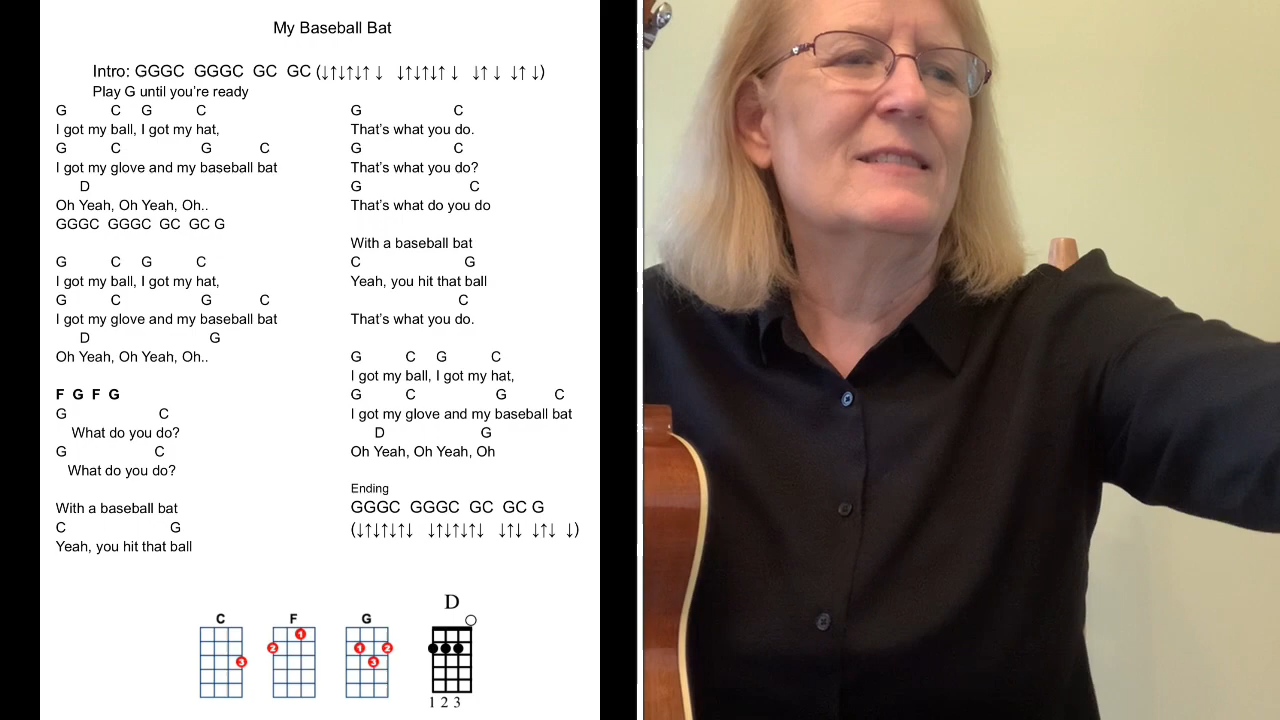 My Baseball Bat
Intro: GGGC GGGC GC GC (↓↑↓↑↓↑ ↓ ↑↓↑↓↑ ↓ ↓↑ ↓ ↓↑ ↓)
Play G until you're ready
G C G C
I got my ball, I got my hat,
G C G C
I got my glove and my baseball bat
D
Oh Yeah, Oh Yeah, Oh..
GGGC GGGC GC GC G
G C G C
I got my ball, I got my hat,
G C G C
I got my glove and my baseball bat
D G
Oh Yeah, Oh Yeah, Oh..
F G F G
G C
What do you do?
G C
What do you do?
With a baseball bat
C G
Yeah, you hit that ball
G C
That's what you do.
G C
That's what you do?
G C
That's what do you do
With a baseball bat
C G
Yeah, you hit that ball
C
That's what you do.
G C G C
I got my ball, I got my hat,
G C G C
I got my glove and my baseball bat
D G
Oh Yeah, Oh Yeah, Oh
Ending
GGGC GGGC GC GC G
(↓↑↓↑↓↑↓ ↓↑↓↑↓↑↓ ↓↑↓ ↓↑↓ ↓)
C F G D
3 2 1 1 3 2
1 2 3